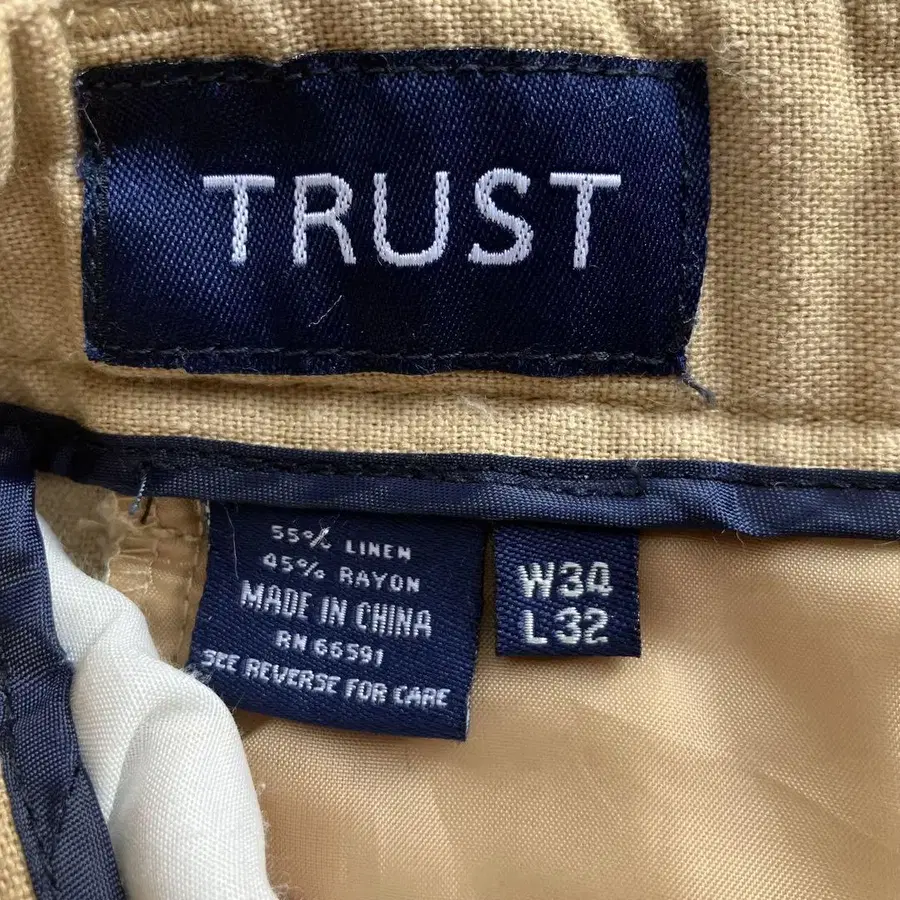 TRUST
55% LINEN
45% RAYON
MADE IN CHINA
RN 66591
SEE REVERSE FOR CARE
W34
L32